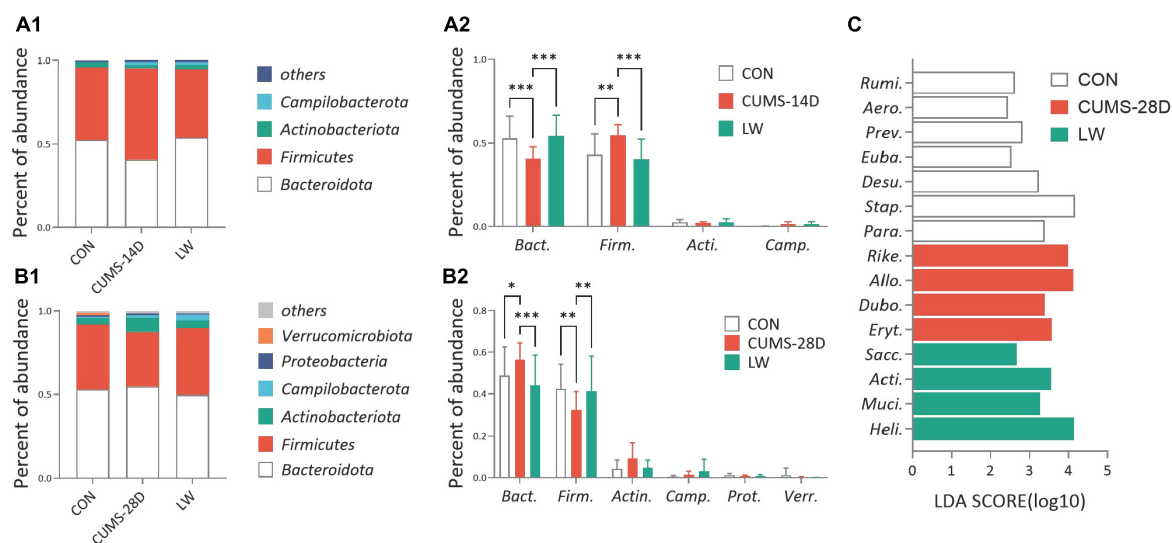 A1
Percent of abundance
1.0
0.5
0.0
CON
CUMS-14D
LW
others
Campilobacterota
Actinobacteriota
Firmicutes
Bacteroidota
A2
Percent of abundance
1.0
0.5
0.0
***
***
**
***
CON
CUMS-14D
LW
Bact.
Firm.
Acti.
Camp.
B1
Percent of abundance
1.0
0.5
0.0
CON
CUMS-28D
LW
others
Verrucomicrobiota
Proteobacteria
Campilobacterota
Actinobacteriota
Firmicutes
Bacteroidota
B2
Percent of abundance
0.8
0.6
0.4
0.2
0.0
*
***
**
**
CON
CUMS-28D
LW
Bact.
Firm.
Actin.
Camp.
Prot.
Verr.
C
Rumi.
Aero.
Prev.
Euba.
Desu.
Stap.
Para.
Rike.
Allo.
Dubo.
Eryt.
Sacc.
Acti.
Muci.
Heli.
CON
CUMS-28D
LW
0 1 2 3 4 5
LDA SCORE(log10)